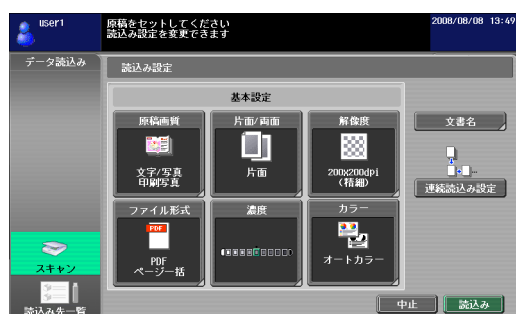 user1
原稿をセットしてください
読込み設定を変更できます
2008/08/08 13:49
データ読込み
読込み設定
基本設定
原稿画質
文字/写真
印刷写真
片面/両面
片面
解像度
200x200dpi
(精細)
ファイル形式
PDF
PDF
ページ一括
濃度
カラー
オートカラー
文書名
連続読込み設定
スキャン
読込み先一覧
中止
読込み